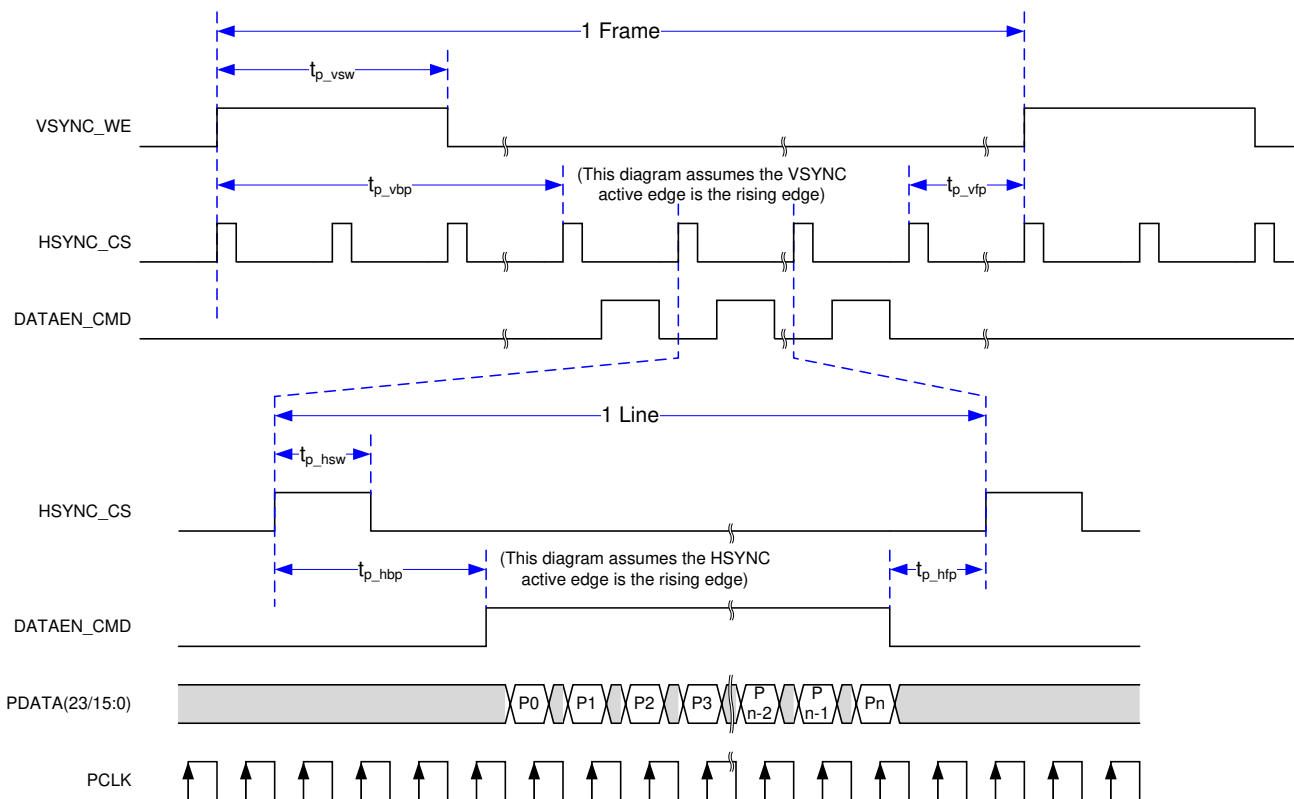 1 Frame
tp_vsw
VSYNC_WE
tp_vbp
(This diagram assumes the VSYNC
active edge is the rising edge)
tp_vfp
HSYNC_CS
DATAEN_CMD
1 Line
tp_hsw
HSYNC_CS
tp_hbp
(This diagram assumes the HSYNC
active edge is the rising edge)
tp_hfp
DATAEN_CMD
PDATA(23/15:0)
P0 P1 P2 P3 P n-2 P n-1 Pn
PCLK